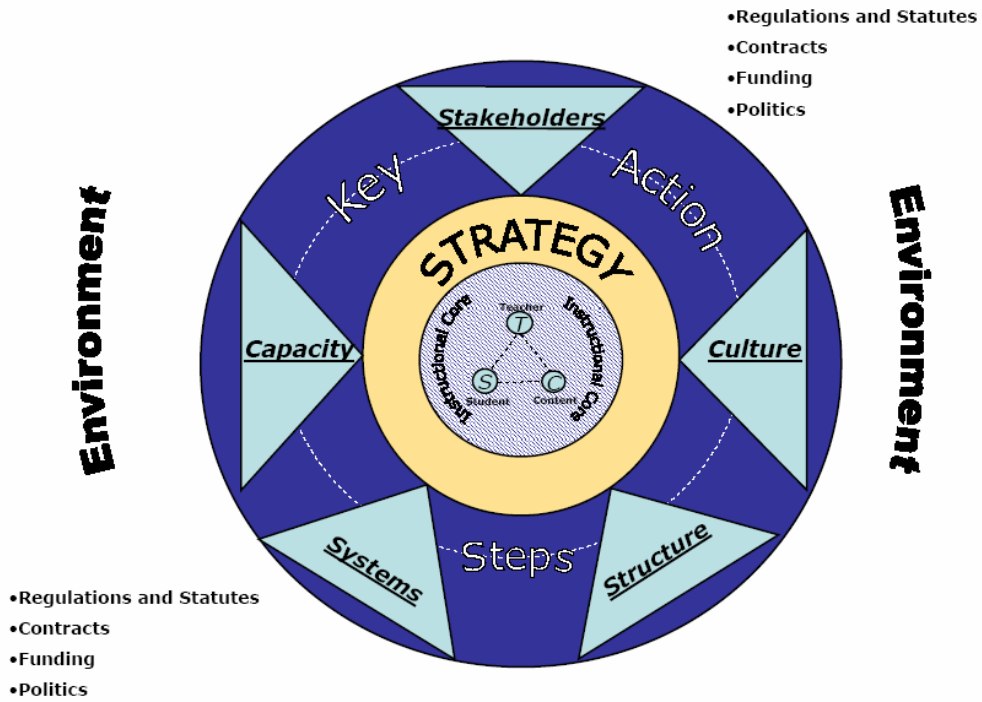 •Regulations and Statutes
•Contracts
•Funding
•Politics
Stakeholders
Key
Action
Environment
Environment
STRATEGY
Instructional Core
Instructional Core
Teacher
T
Capacity
Culture
S
C
Student
Content
Systems
Steps
Structure
•Regulations and Statutes
•Contracts
•Funding
•Politics